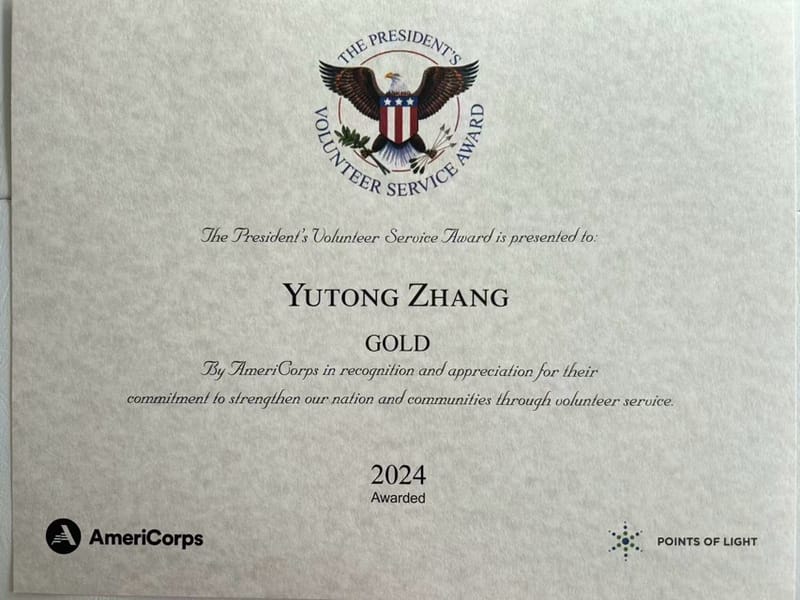 THE PRESIDENT'S
VOLUNTEER SERVICE AWARD
The President's Volunteer Service Award is presented to:
YUTONG ZHANG
GOLD
By AmeriCorps in recognition and appreciation for their
commitment to strengthen our nation and communities through volunteer service.
2024
Awarded
AmeriCorps
POINTS OF LIGHT